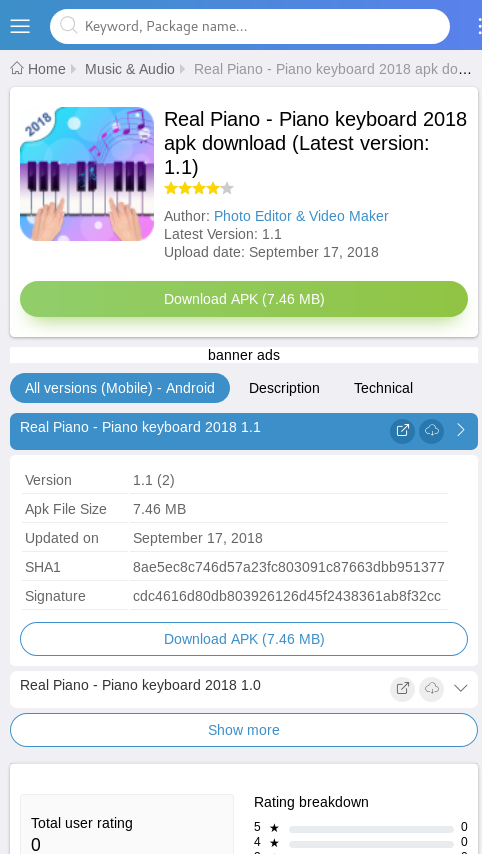 Keyword, Package name...
Home Music & Audio Real Piano - Piano keyboard 2018 apk do...
2018
Real Piano - Piano keyboard 2018
apk download (Latest version:
1.1)
Author: Photo Editor & Video Maker
Latest Version: 1.1
Upload date: September 17, 2018
Download APK (7.46 MB)
banner ads
All versions (Mobile) - Android Description Technical
Real Piano - Piano keyboard 2018 1.1
Version 1.1 (2)
Apk File Size 7.46 MB
Updated on September 17, 2018
SHA1 8ae5ec8c746d57a23fc803091c87663dbb951377
Signature cdc4616d80db803926126d45f2438361ab8f32cc
Download APK (7.46 MB)
Real Piano - Piano keyboard 2018 1.0
Show more
Rating breakdown
Total user rating
0
5 ★ 0
4 ★ 0